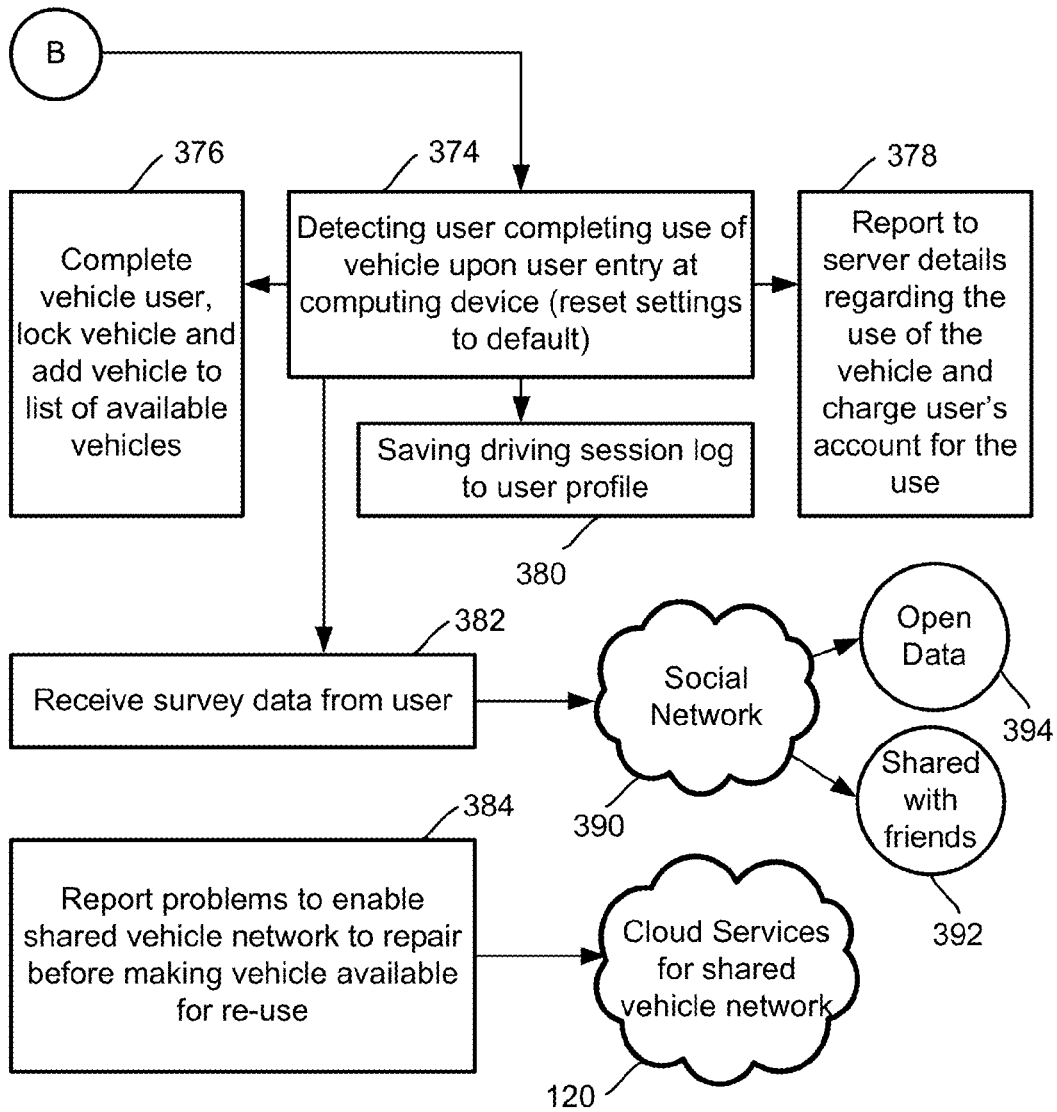 B
376
374
378
Complete
vehicle user,
lock vehicle and
add vehicle to
list of available
vehicles
Detecting user completing use of
vehicle upon user entry at
computing device (reset settings
to default)
Report to
server details
regarding the
use of the
vehicle and
charge user's
account for the
use
Saving driving session log
to user profile
380
382
Receive survey data from user
Social
Network
390
Open
Data
394
Shared
with
friends
392
384
Report problems to enable
shared vehicle network to repair
before making vehicle available
for re-use
Cloud Services
for shared
vehicle network
120